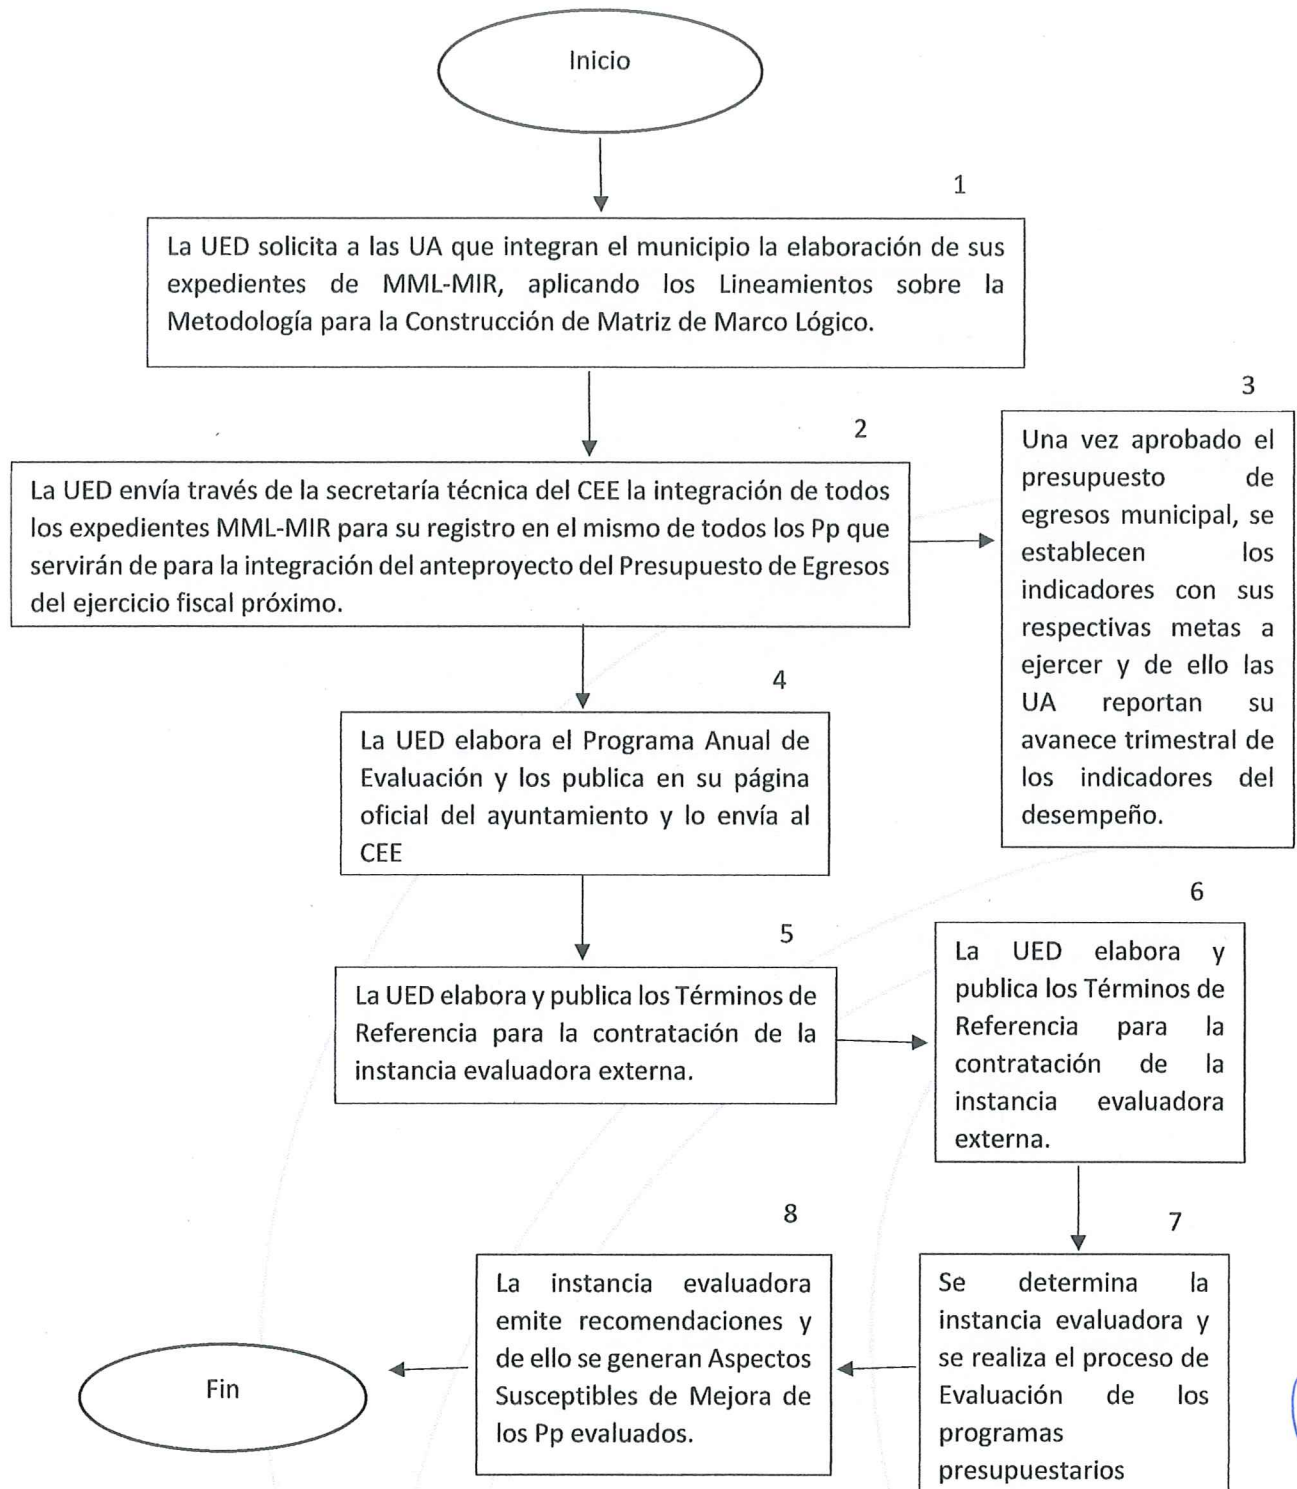 Inicio
1
La UED solicita a las UA que integran el municipio la elaboración de sus
expedientes de MML-MIR, aplicando los Lineamientos sobre la
Metodología para la Construcción de Matriz de Marco Lógico.
2
La UED envía través de la secretaría técnica del CEE la integración de todos
los expedientes MML-MIR para su registro en el mismo de todos los Pp que
servirán de para la integración del anteproyecto del Presupuesto de Egresos
del ejercicio fiscal próximo.
3
Una vez aprobado el
presupuesto de
egresos municipal, se
establecen los
indicadores con sus
respectivas metas a
ejercer y de ello las
UA reportan su
avanece trimestral de
los indicadores del
desempeño.
4
La UED elabora el Programa Anual de
Evaluación y los publica en su página
oficial del ayuntamiento y lo envía al
CEE
5
La UED elabora y publica los Términos de
Referencia para la contratación de la
instancia evaluadora externa.
6
La UED elabora y
publica los Términos de
Referencia para la
contratación de la
instancia evaluadora
externa.
7
Se determina la
instancia evaluadora y
se realiza el proceso de
Evaluación de los
programas
presupuestarios
8
La instancia evaluadora
emite recomendaciones y
de ello se generan Aspectos
Susceptibles de Mejora de
los Pp evaluados.
Fin